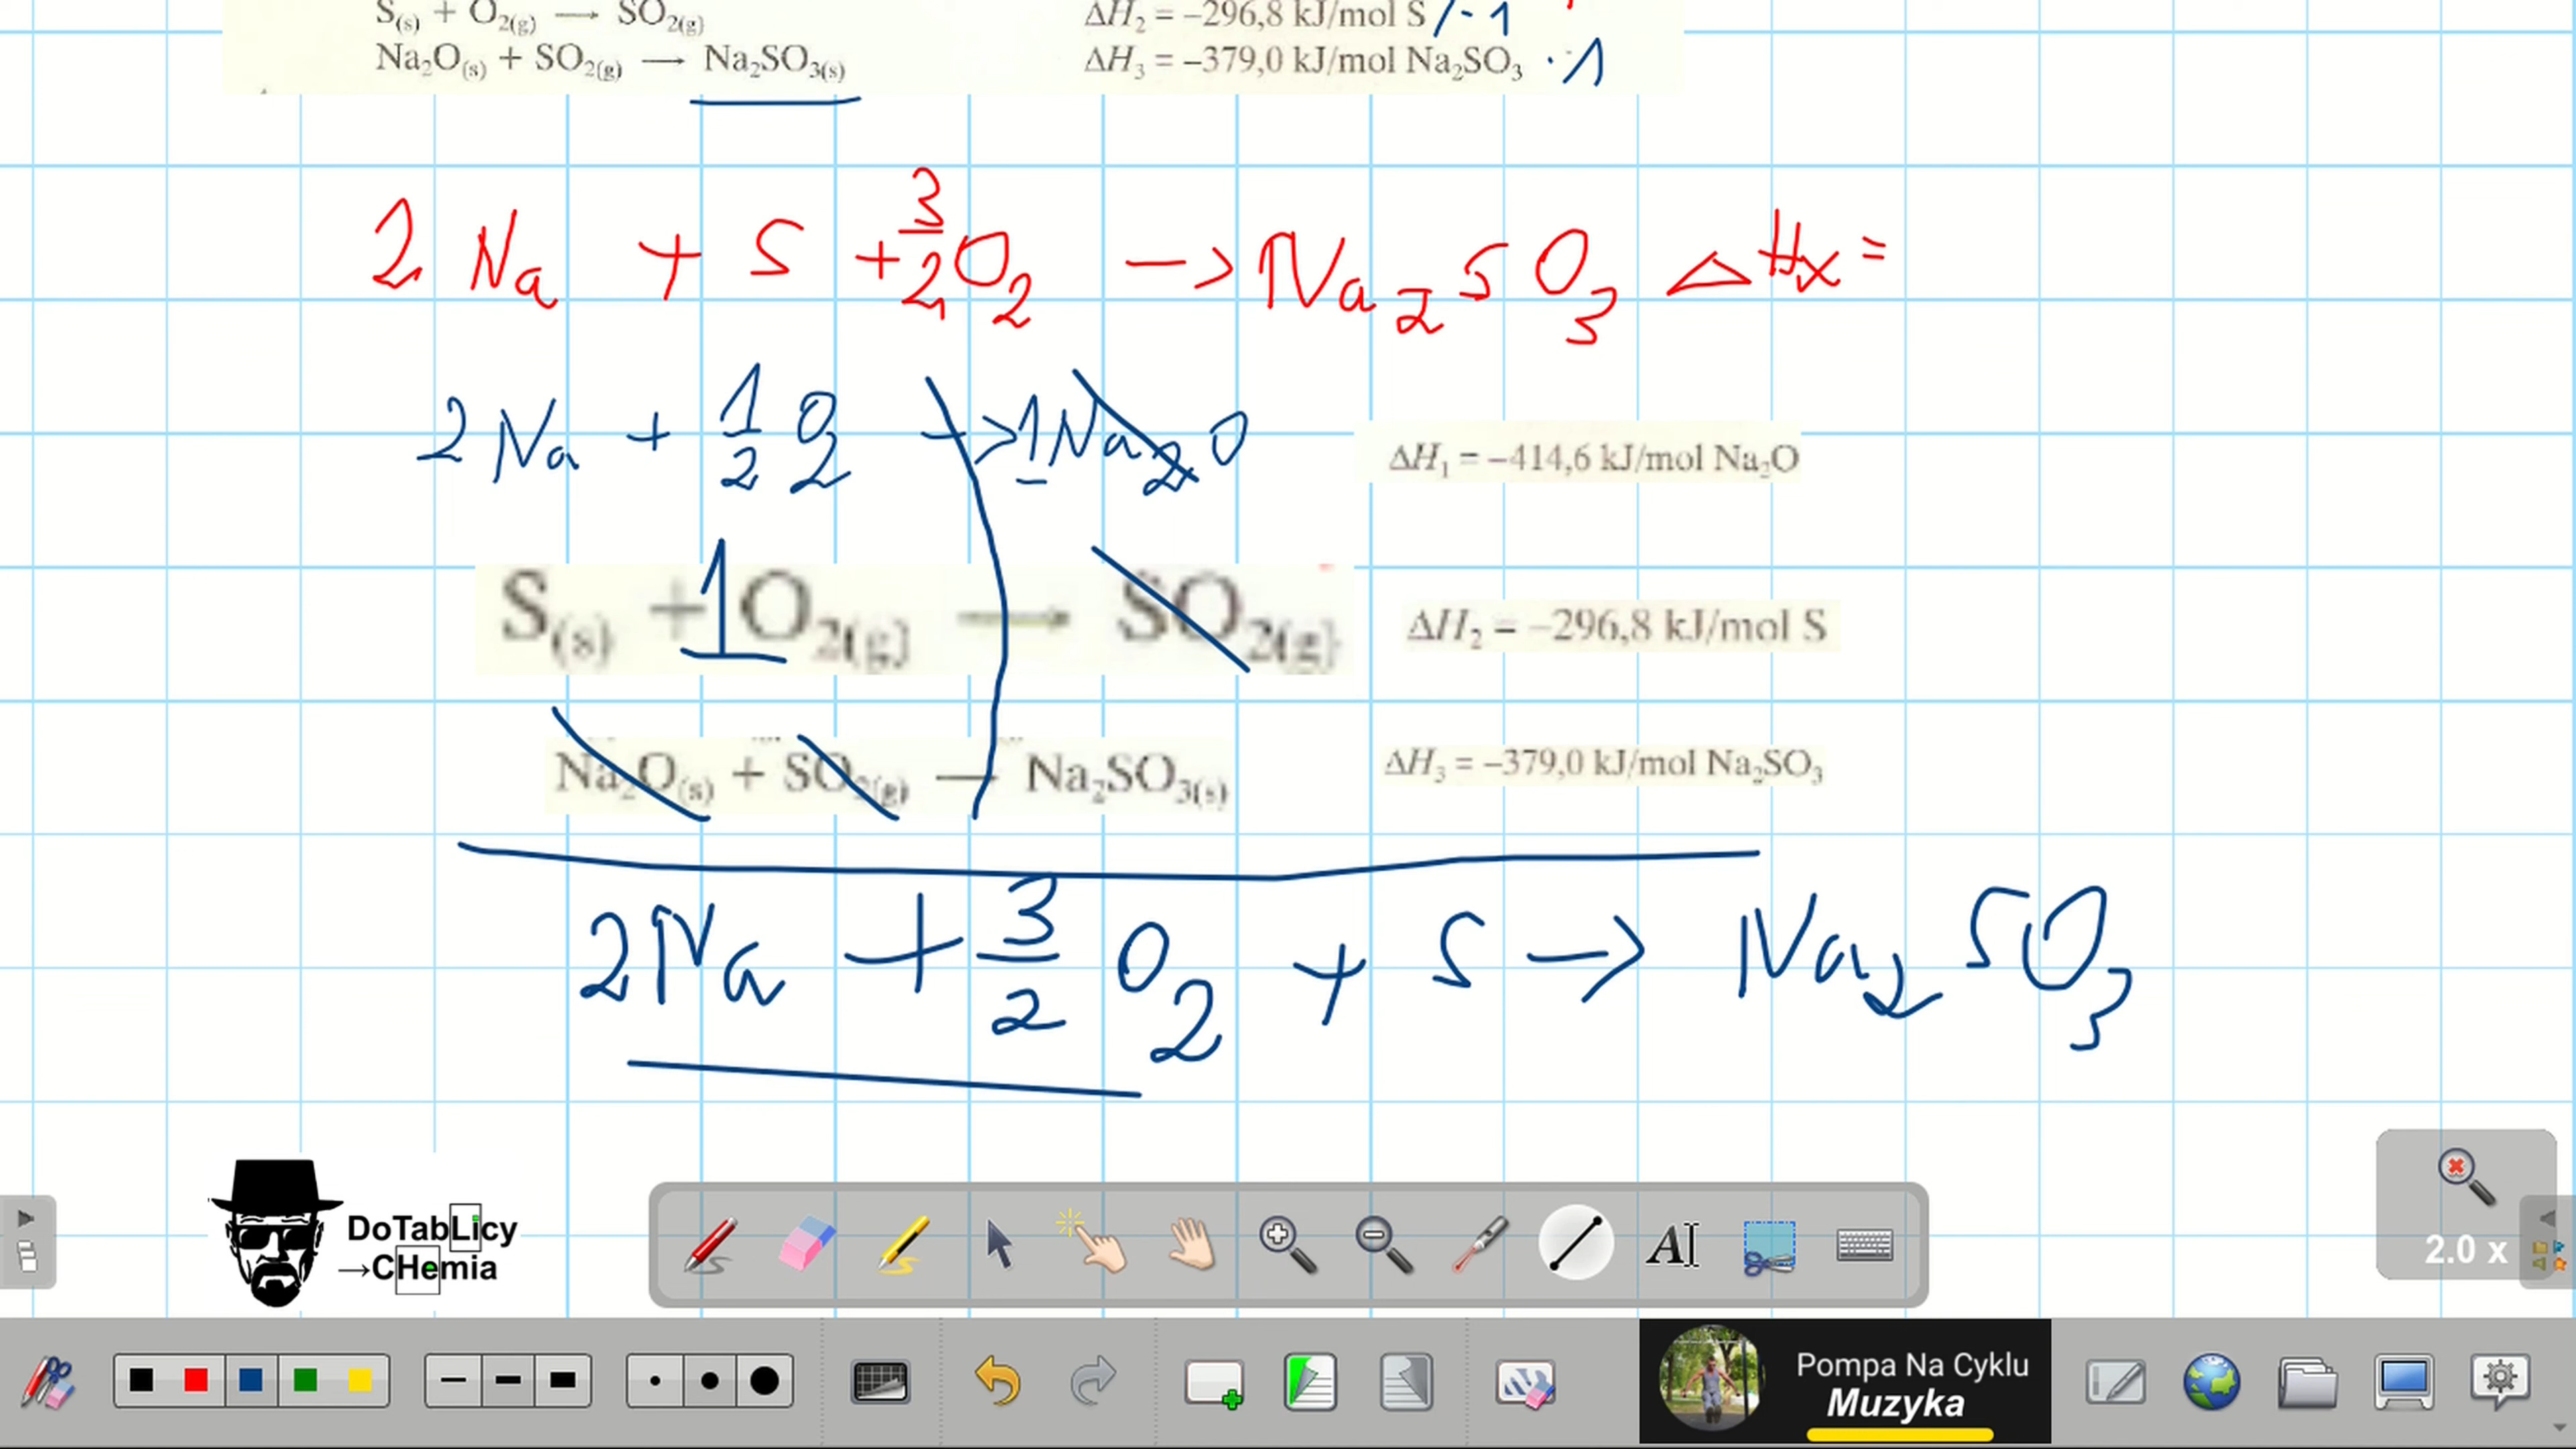 S(s) + O2(g) → SO2(g) ΔH2 = −296,8 kJ/mol S /·1
Na2O(s) + SO2(g) → Na2SO3(s) ΔH3 = −379,0 kJ/mol Na2SO3 ·1
2 Na + S + 3/2 O2 → Na2SO3 ΔHx =
2 Na + 1/2 O2 → 1 Na2O ΔH1 = −414,6 kJ/mol Na2O
S(s) + 1 O2(g) → SO2(g) ΔH2 = −296,8 kJ/mol S
Na2O(s) + SO2(g) → Na2SO3(s) ΔH3 = −379,0 kJ/mol Na2SO3
2Na + 3/2 O2 + S → Na2SO3
DoTabLicy
→CHemia
2.0 x
Pompa Na Cyklu
Muzyka